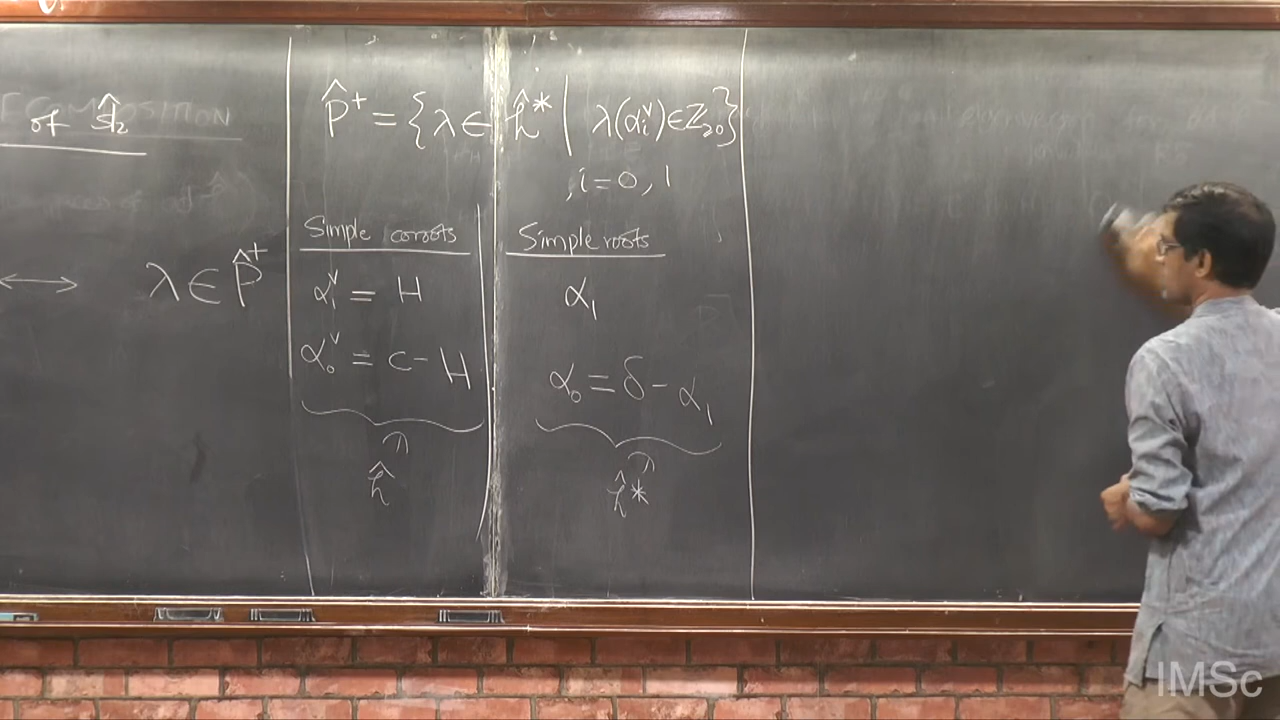 of ŝl₂
↔ λ ∈ P̂⁺
P̂⁺ = {λ ∈ ĥ* | λ(αᵢᵛ) ∈ ℤ≥0}
, i = 0, 1
Simple coroots
α₁ᵛ = H
α₀ᵛ = c - H
ĥ
Simple roots
α₁
α₀ = δ - α₁
ĥ*
IMSc